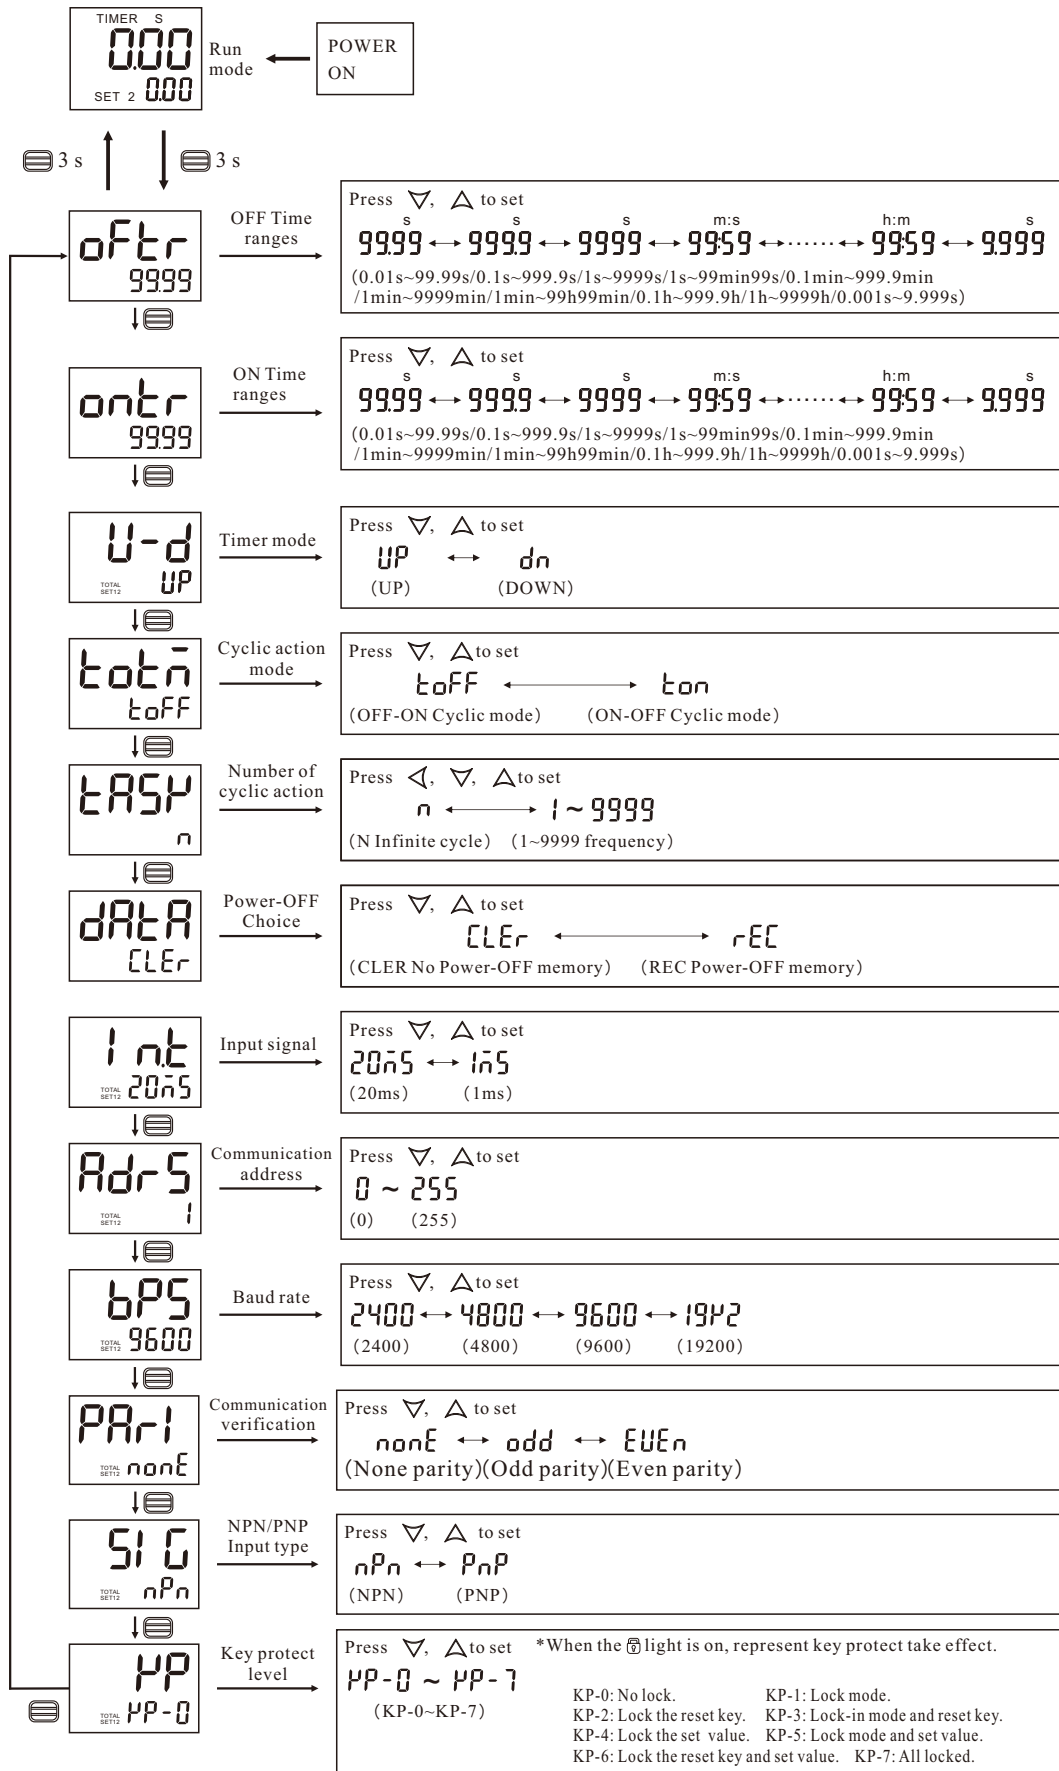 TIMER S
0.00
SET 2 0.00
Run
mode
POWER
ON
3 s
3 s
oFtr
99.99
OFF Time
ranges
Press , to set
s s s m:s h:m s
99.99 999.9 9999 99:59 ...... 99:59 9.999
(0.01s~99.99s/0.1s~999.9s/1s~9999s/1s~99min99s/0.1min~999.9min
/1min~9999min/1min~99h99min/0.1h~999.9h/1h~9999h/0.001s~9.999s)
ontr
99.99
ON Time
ranges
Press , to set
s s s m:s h:m s
99.99 999.9 9999 99:59 ...... 99:59 9.999
(0.01s~99.99s/0.1s~999.9s/1s~9999s/1s~99min99s/0.1min~999.9min
/1min~9999min/1min~99h99min/0.1h~999.9h/1h~9999h/0.001s~9.999s)
U-d
TOTAL
SET12 UP
Timer mode
Press , to set
UP dn
(UP) (DOWN)
totm
toFF
Cyclic action
mode
Press , to set
toFF ton
(OFF-ON Cyclic mode) (ON-OFF Cyclic mode)
tASK
n
Number of
cyclic action
Press , , to set
n 1 ~ 9999
(N Infinite cycle) (1~9999 frequency)
dAtA
CLEr
Power-OFF
Choice
Press , to set
CLEr rEC
(CLER No Power-OFF memory) (REC Power-OFF memory)
In.t
TOTAL
SET12 20mS
Input signal
Press , to set
20mS 1mS
(20ms) (1ms)
AdrS
TOTAL
SET12 1
Communication
address
Press , to set
0 ~ 255
(0) (255)
bPS
TOTAL
SET12 9600
Baud rate
Press , to set
2400 4800 9600 19K2
(2400) (4800) (9600) (19200)
PArI
TOTAL
SET12 nonE
Communication
verification
Press , to set
nonE odd EUEn
(None parity)(Odd parity)(Even parity)
SIG
TOTAL
SET12 nPn
NPN/PNP
Input type
Press , to set
nPn PnP
(NPN) (PNP)
KP
TOTAL
SET12 KP-0
Key protect
level
Press , to set *When the light is on, represent key protect take effect.
KP-0 ~ KP-7
(KP-0~KP-7)
KP-0: No lock. KP-1: Lock mode.
KP-2: Lock the reset key. KP-3: Lock-in mode and reset key.
KP-4: Lock the set value. KP-5: Lock mode and set value.
KP-6: Lock the reset key and set value. KP-7: All locked.